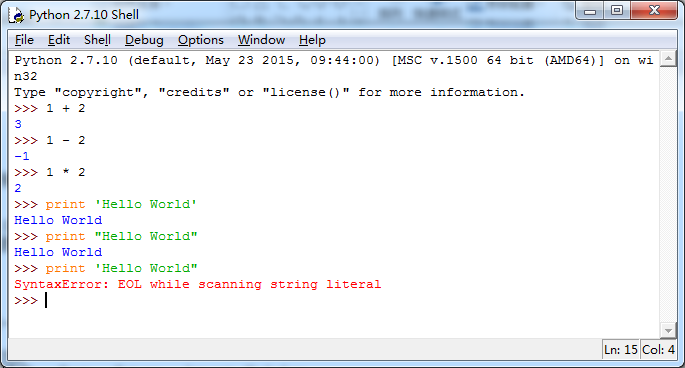 Python 2.7.10 Shell
File Edit Shell Debug Options Window Help
Python 2.7.10 (default, May 23 2015, 09:44:00) [MSC v.1500 64 bit (AMD64)] on wi
n32
Type "copyright", "credits" or "license()" for more information.
>>> 1 + 2
3
>>> 1 - 2
-1
>>> 1 * 2
2
>>> print 'Hello World'
Hello World
>>> print "Hello World"
Hello World
>>> print 'Hello World"
SyntaxError: EOL while scanning string literal
>>>
Ln: 15 Col: 4